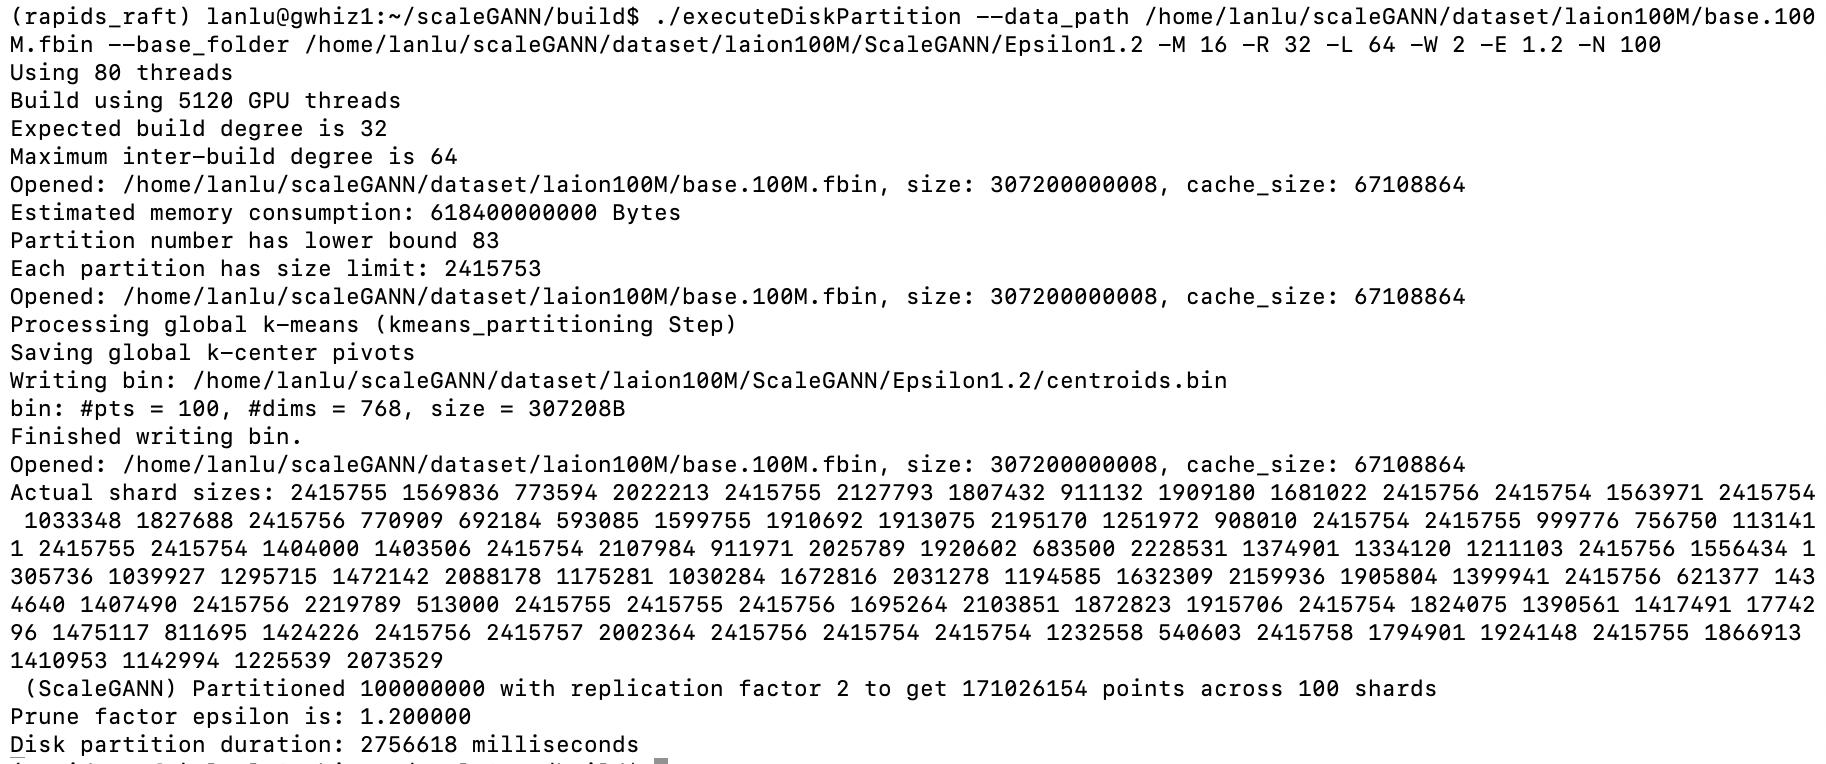 (rapids_raft) lanlu@gwhiz1:~/scaleGANN/build$ ./executeDiskPartition --data_path /home/lanlu/scaleGANN/dataset/laion100M/base.100
M.fbin --base_folder /home/lanlu/scaleGANN/dataset/laion100M/ScaleGANN/Epsilon1.2 -M 16 -R 32 -L 64 -W 2 -E 1.2 -N 100
Using 80 threads
Build using 5120 GPU threads
Expected build degree is 32
Maximum inter-build degree is 64
Opened: /home/lanlu/scaleGANN/dataset/laion100M/base.100M.fbin, size: 307200000008, cache_size: 67108864
Estimated memory consumption: 618400000000 Bytes
Partition number has lower bound 83
Each partition has size limit: 2415753
Opened: /home/lanlu/scaleGANN/dataset/laion100M/base.100M.fbin, size: 307200000008, cache_size: 67108864
Processing global k-means (kmeans_partitioning Step)
Saving global k-center pivots
Writing bin: /home/lanlu/scaleGANN/dataset/laion100M/ScaleGANN/Epsilon1.2/centroids.bin
bin: #pts = 100, #dims = 768, size = 307208B
Finished writing bin.
Opened: /home/lanlu/scaleGANN/dataset/laion100M/base.100M.fbin, size: 307200000008, cache_size: 67108864
Actual shard sizes: 2415755 1569836 773594 2022213 2415755 2127793 1807432 911132 1909180 1681022 2415756 2415754 1563971 2415754
1033348 1827688 2415756 770909 692184 593085 1599755 1910692 1913075 2195170 1251972 908010 2415754 2415755 999776 756750 113141
1 2415755 2415754 1404000 1403506 2415754 2107984 911971 2025789 1920602 683500 2228531 1374901 1334120 1211103 2415756 1556434 1
305736 1039927 1295715 1472142 2088178 1175281 1030284 1672816 2031278 1194585 1632309 2159936 1905804 1399941 2415756 621377 143
4640 1407490 2415756 2219789 513000 2415755 2415755 2415756 1695264 2103851 1872823 1915706 2415754 1824075 1390561 1417491 17742
96 1475117 811695 1424226 2415756 2415757 2002364 2415756 2415754 2415754 1232558 540603 2415758 1794901 1924148 2415755 1866913
1410953 1142994 1225539 2073529
(ScaleGANN) Partitioned 100000000 with replication factor 2 to get 171026154 points across 100 shards
Prune factor epsilon is: 1.200000
Disk partition duration: 2756618 milliseconds